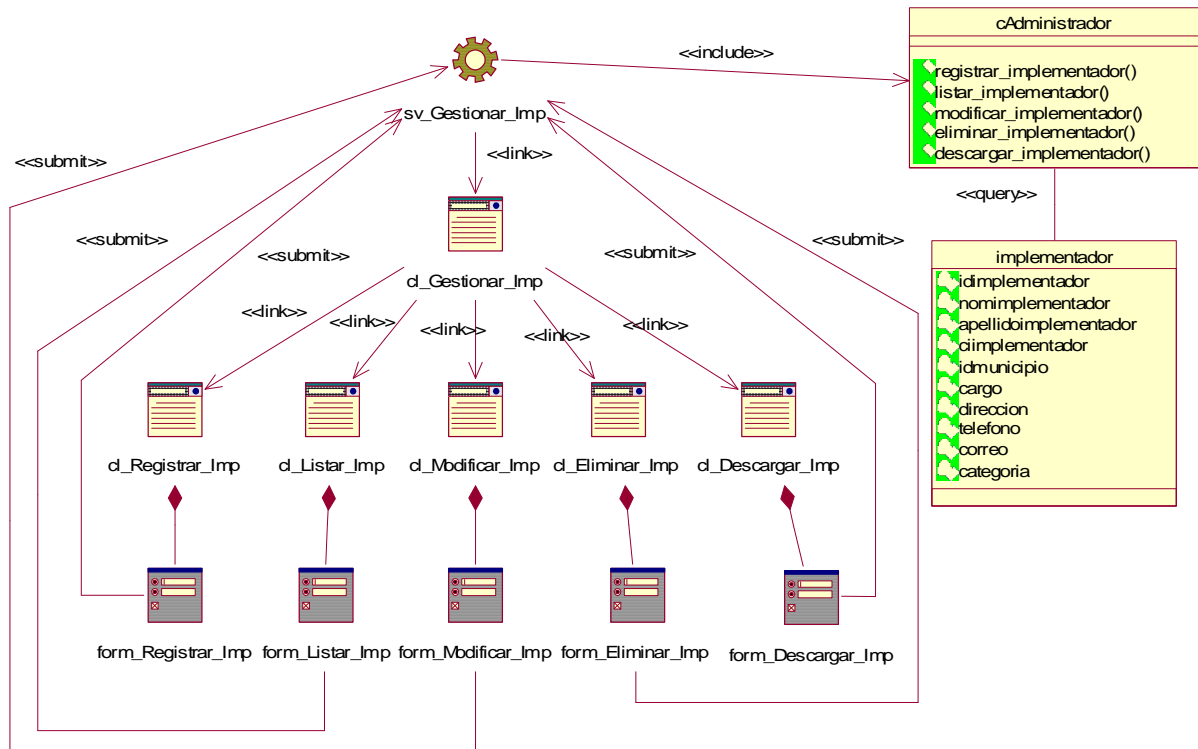 cAdministrador
registrar_implementador()
listar_implementador()
modificar_implementador()
eliminar_implementador()
descargar_implementador()
<<include>>
sv_Gestionar_Imp
<<submit>>
<<link>>
<<query>>
<<submit>>
<<submit>>
<<submit>>
implementador
idimplementador
nomimplementador
apellidoimplementador
ciimplementador
idmunicipio
cargo
direccion
telefono
correo
categoria
cl_Gestionar_Imp
<<link>>
<<link>>
<<link>>
<<link>>
<<link>>
cl_Registrar_Imp
cl_Listar_Imp
cl_Modificar_Imp
cl_Eliminar_Imp
cl_Descargar_Imp
form_Registrar_Imp
form_Listar_Imp
form_Modificar_Imp
form_Eliminar_Imp
form_Descargar_Imp